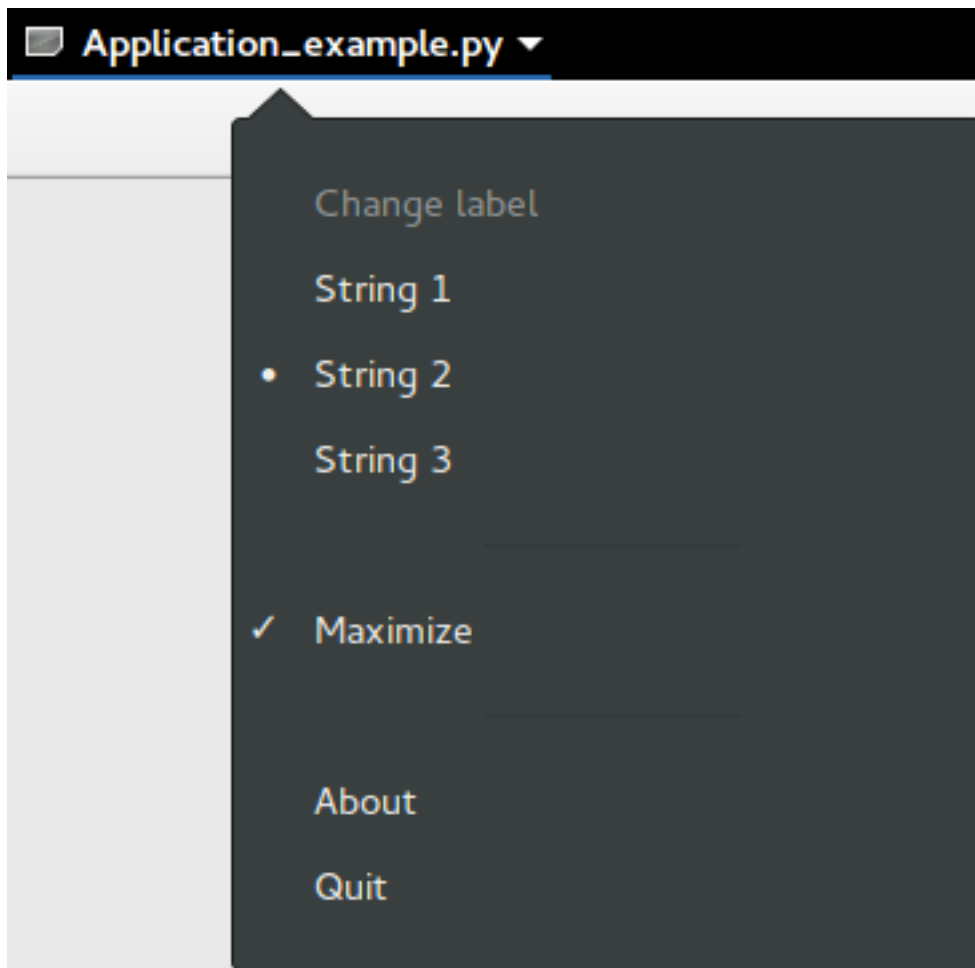 Application_example.py
Change label
String 1
String 2
String 3
Maximize
About
Quit